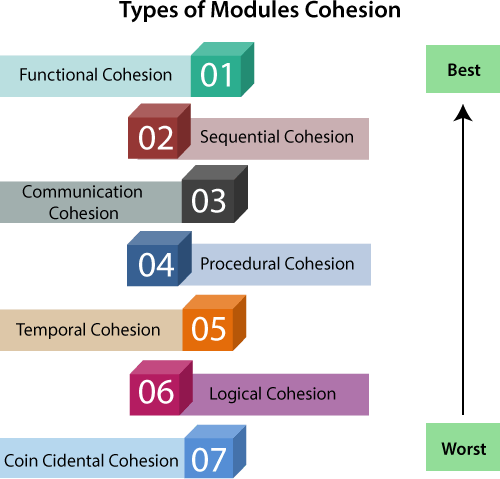 Types of Modules Cohesion
Functional Cohesion 01
Best
02 Sequential Cohesion
Communication
Cohesion
03
04 Procedural Cohesion
Temporal Cohesion 05
06 Logical Cohesion
Worst
Coin Cidental Cohesion 07